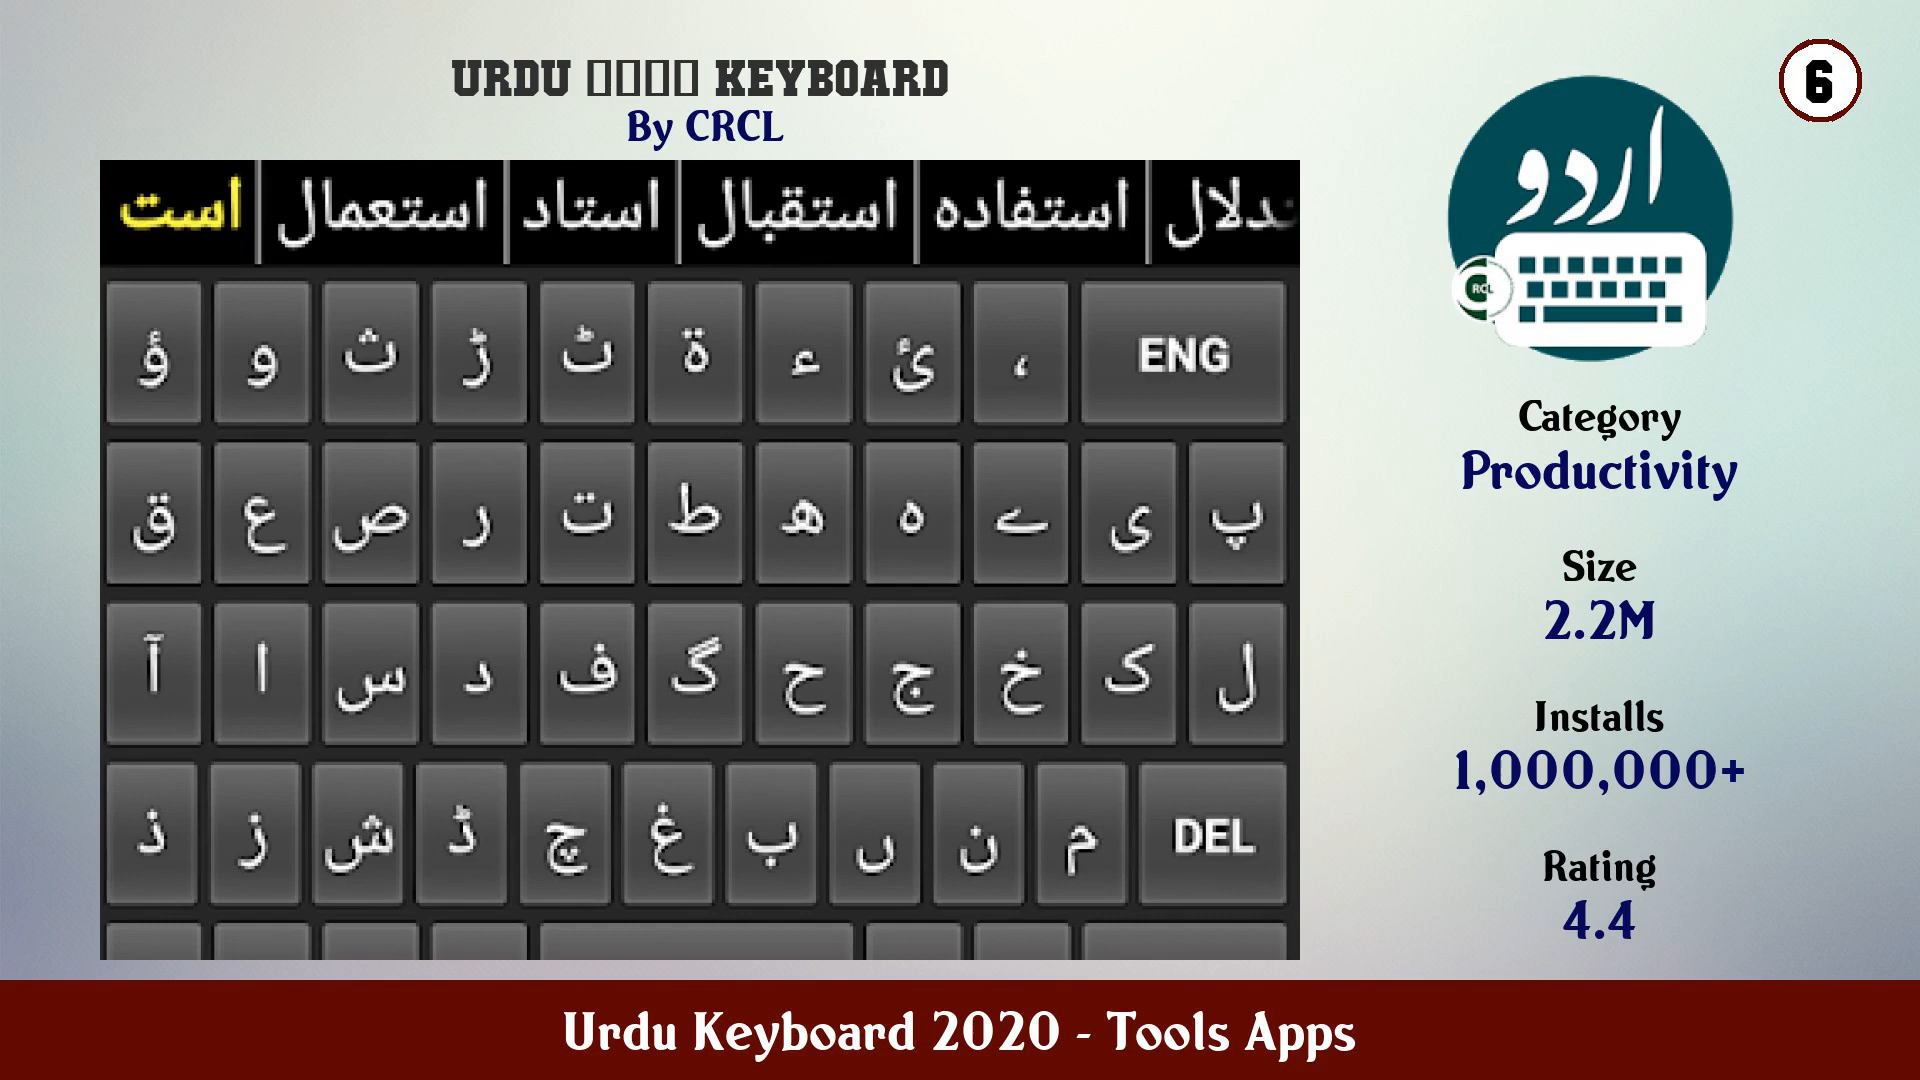 URDU KEYBOARD
By CRCL
6
است استعمال استاد استقبال استفاده
ؤ و ث ڑ ٹ ة ء ئ ، ENG
ق ع ص ر ت ط ھ ہ ے ی پ
آ ا س د ف گ ح ج خ ک ل
ذ ز ش ڈ چ غ ب ں ن م DEL
اردو
Category
Productivity
Size
2.2M
Installs
1,000,000+
Rating
4.4
Urdu Keyboard 2020 - Tools Apps